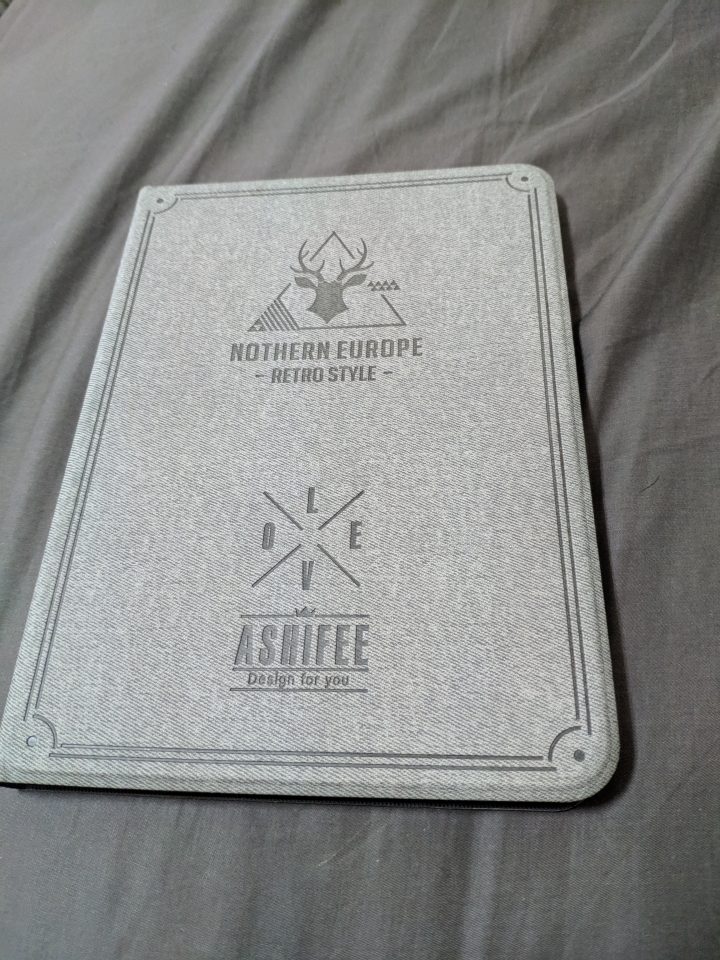 NOTHERN EUROPE
- RETRO STYLE -
L
O E
V
ASHIFEE
Design for you